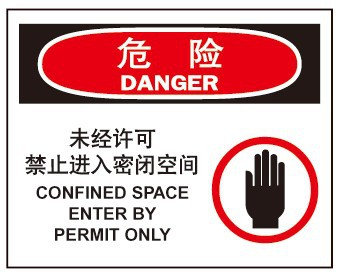 危 险
DANGER
未经许可
禁止进入密闭空间
CONFINED SPACE
ENTER BY
PERMIT ONLY